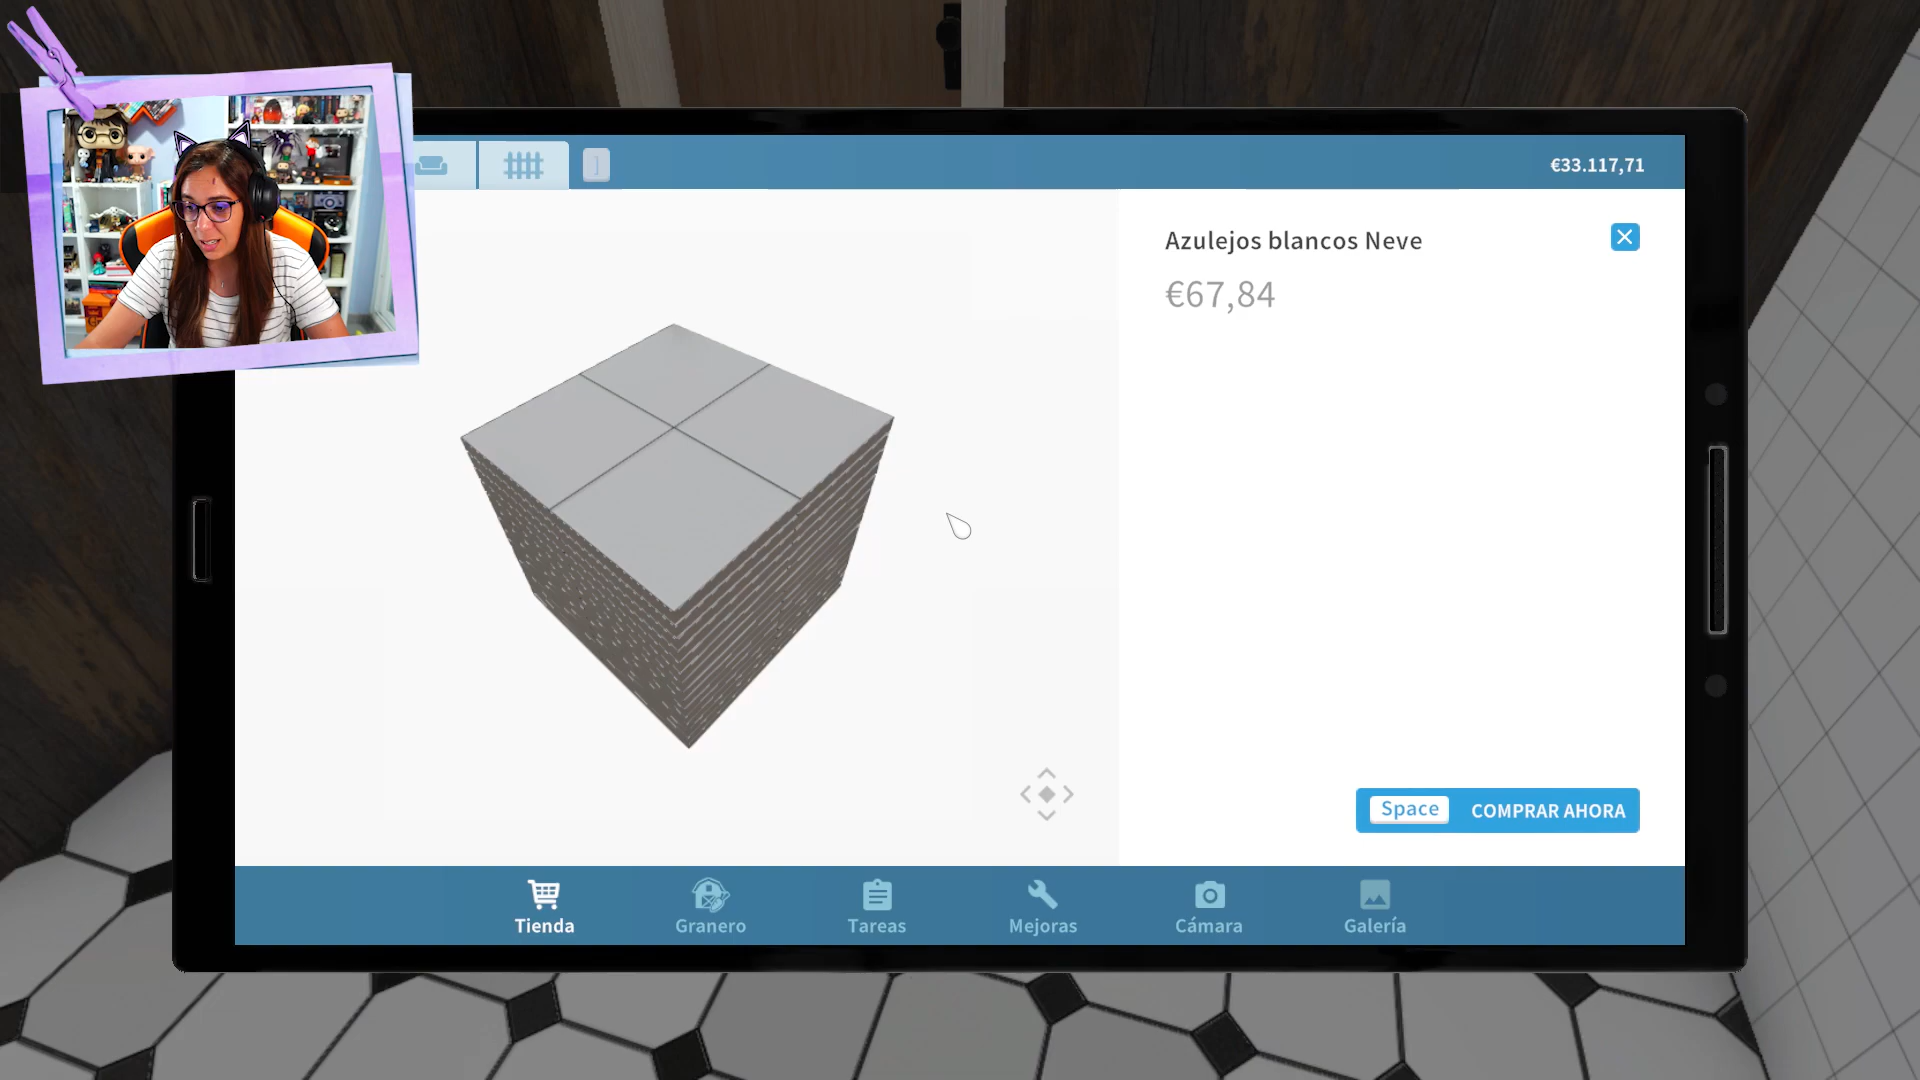 ]
€33.117,71
Azulejos blancos Neve
€67,84
Space COMPRAR AHORA
Tienda
Granero
Tareas
Mejoras
Cámara
Galería